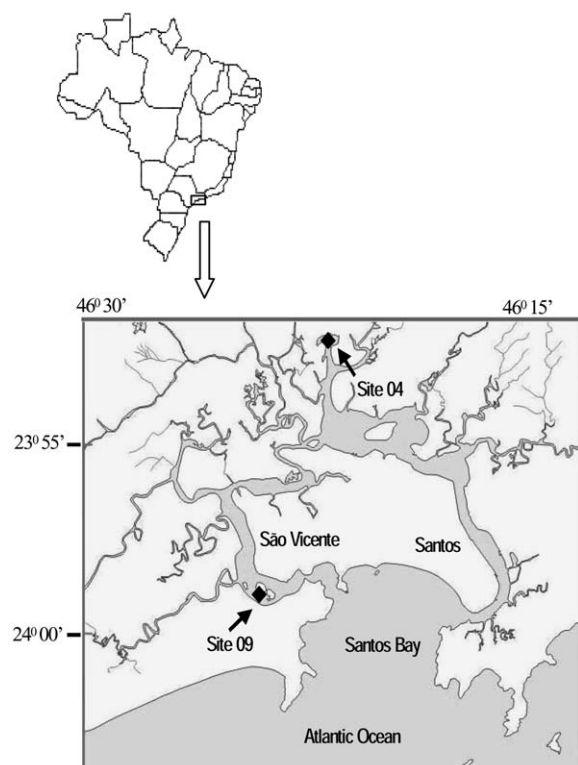 46⁰ 30’
46⁰ 15’
Site 04
23⁰ 55’
São Vicente
Santos
Site 09
24⁰ 00’
Santos Bay
Atlantic Ocean